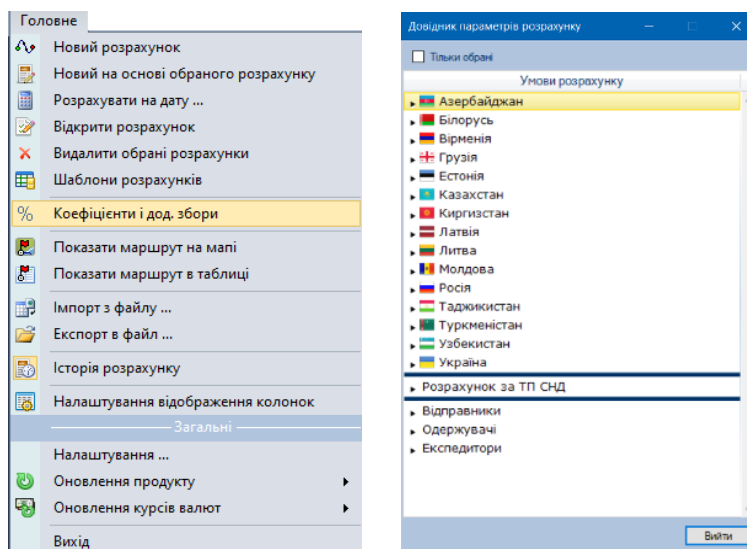 Головне
Новий розрахунок
Новий на основі обраного розрахунку
Розрахувати на дату ...
Відкрити розрахунок
Видалити обрані розрахунки
Шаблони розрахунків
% Коефіцієнти і дод. збори
Показати маршрут на мапі
Показати маршрут в таблиці
Імпорт з файлу ...
Експорт в файл ...
Історія розрахунку
Налаштування відображення колонок
Загальні
Налаштування ...
Оновлення продукту
Оновлення курсів валют
Вихід
Довідник параметрів розрахунку
Тільки обрані
Умови розрахунку
Азербайджан
Білорусь
Вірменія
Грузія
Естонія
Казахстан
Киргизстан
Латвія
Литва
Молдова
Росія
Таджикистан
Туркменістан
Узбекистан
Україна
Розрахунок за ТП СНД
Відправники
Одержувачі
Експедитори
Вийти